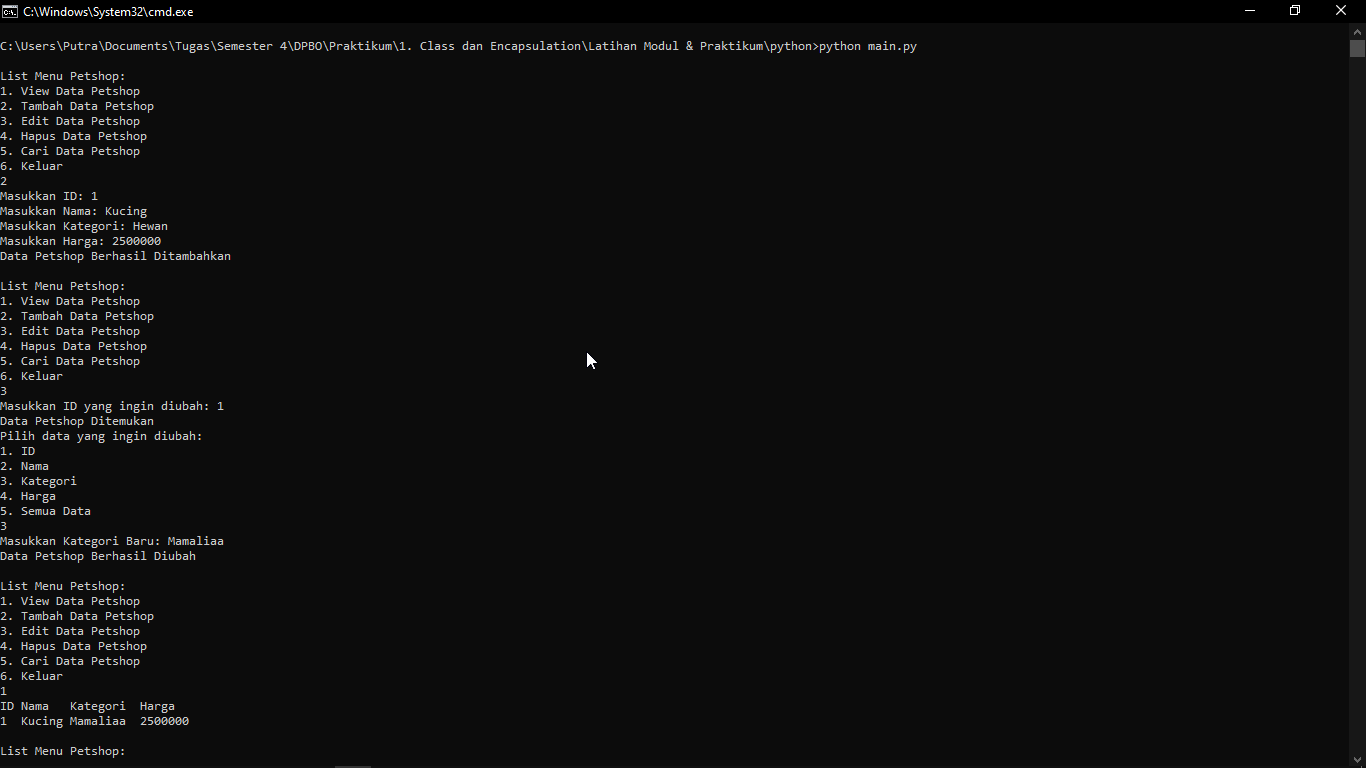 C:\Windows\System32\cmd.exe
C:\Users\Putra\Documents\Tugas\Semester 4\DPBO\Praktikum\1. Class dan Encapsulation\Latihan Modul & Praktikum\python>python main.py
List Menu Petshop:
1. View Data Petshop
2. Tambah Data Petshop
3. Edit Data Petshop
4. Hapus Data Petshop
5. Cari Data Petshop
6. Keluar
2
Masukkan ID: 1
Masukkan Nama: Kucing
Masukkan Kategori: Hewan
Masukkan Harga: 2500000
Data Petshop Berhasil Ditambahkan
List Menu Petshop:
1. View Data Petshop
2. Tambah Data Petshop
3. Edit Data Petshop
4. Hapus Data Petshop
5. Cari Data Petshop
6. Keluar
3
Masukkan ID yang ingin diubah: 1
Data Petshop Ditemukan
Pilih data yang ingin diubah:
1. ID
2. Nama
3. Kategori
4. Harga
5. Semua Data
3
Masukkan Kategori Baru: Mamaliaa
Data Petshop Berhasil Diubah
List Menu Petshop:
1. View Data Petshop
2. Tambah Data Petshop
3. Edit Data Petshop
4. Hapus Data Petshop
5. Cari Data Petshop
6. Keluar
1
ID Nama   Kategori  Harga
1  Kucing Mamaliaa  2500000
List Menu Petshop: